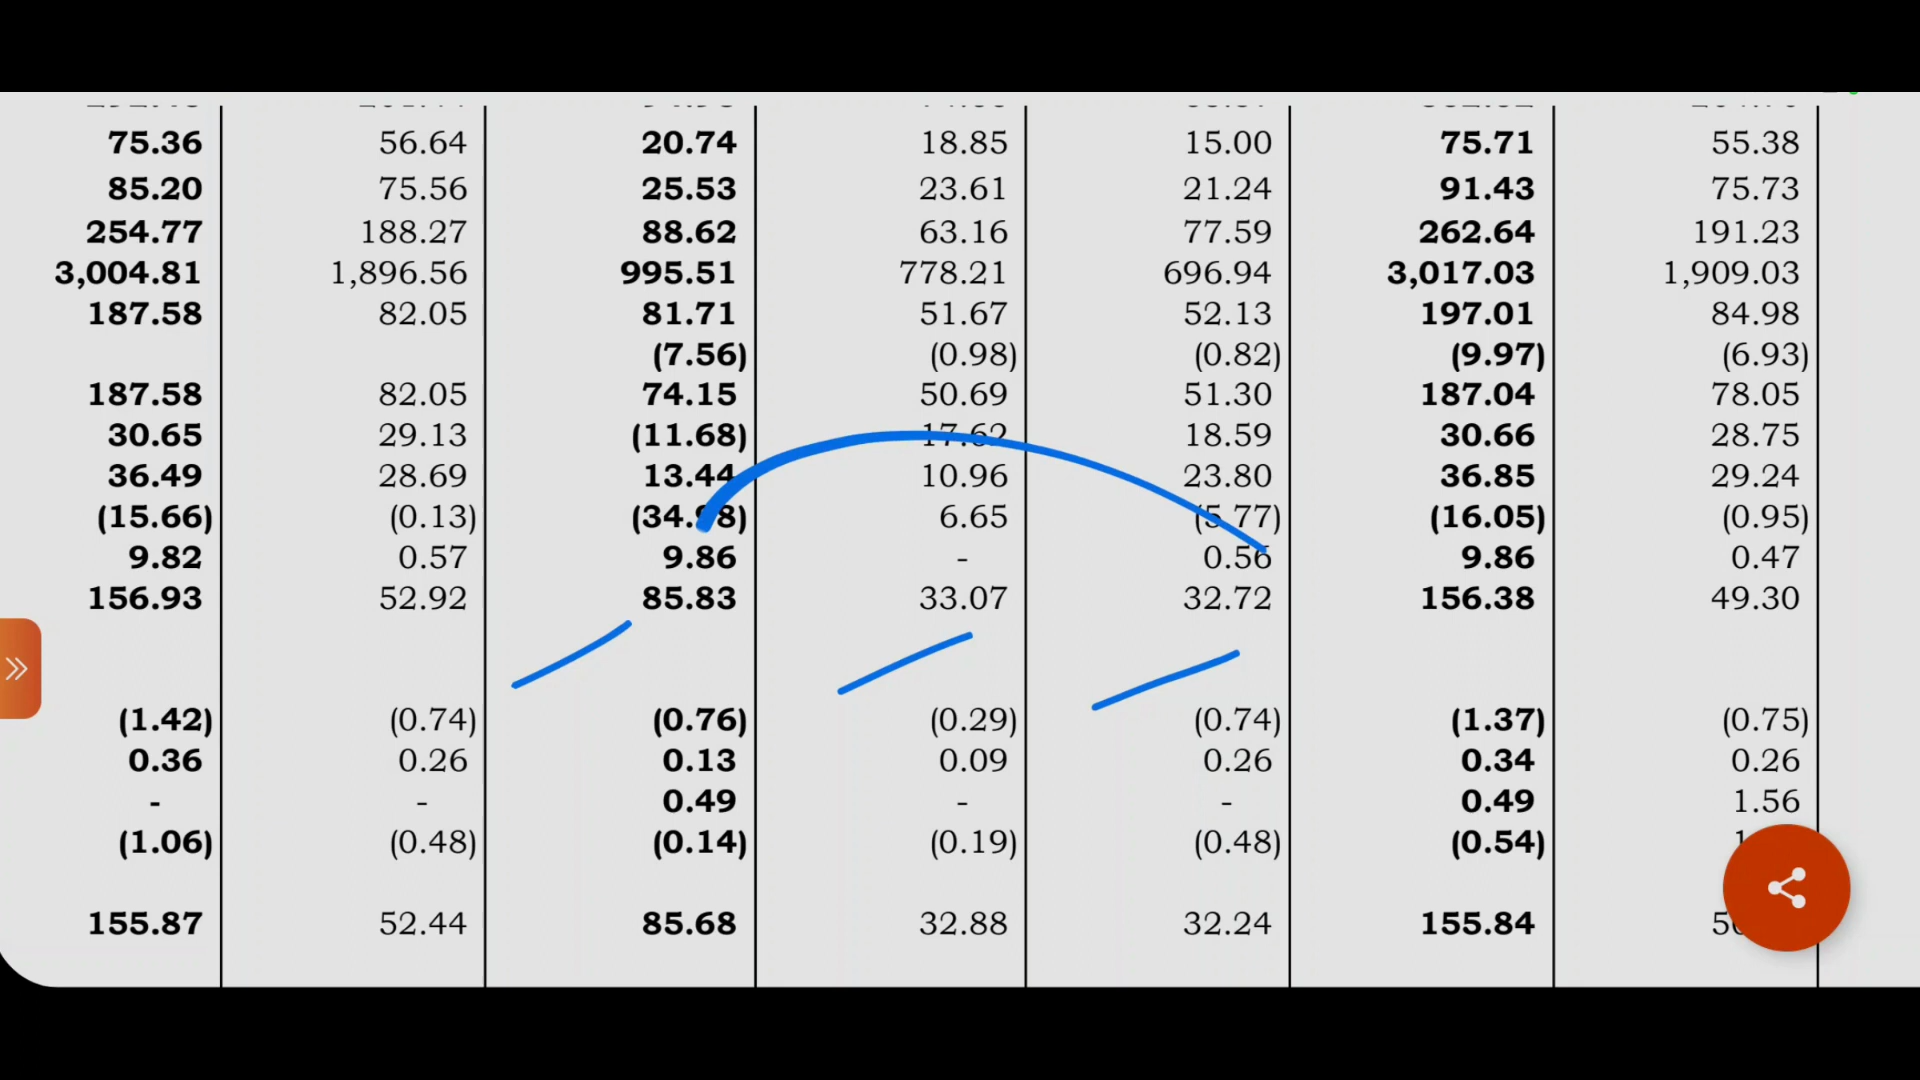 75.36 56.64 20.74 18.85 15.00 75.71 55.38
85.20 75.56 25.53 23.61 21.24 91.43 75.73
254.77 188.27 88.62 63.16 77.59 262.64 191.23
3,004.81 1,896.56 995.51 778.21 696.94 3,017.03 1,909.03
187.58 82.05 81.71 51.67 52.13 197.01 84.98
(7.56) (0.98) (0.82) (9.97) (6.93)
187.58 82.05 74.15 50.69 51.30 187.04 78.05
30.65 29.13 (11.68) 17.62 18.59 30.66 28.75
36.49 28.69 13.44 10.96 23.80 36.85 29.24
(15.66) (0.13) 6.65 (5.77) (16.05) (0.95)
9.82 0.57 9.86 - 0.56 9.86 0.47
156.93 52.92 85.83 33.07 32.72 156.38 49.30
(1.42) (0.74) (0.76) (0.29) (0.74) (1.37) (0.75)
0.36 0.26 0.13 0.09 0.26 0.34 0.26
- - 0.49 - - 0.49 1.56
(1.06) (0.48) (0.14) (0.19) (0.48) (0.54)
155.87 52.44 85.68 32.88 32.24 155.84